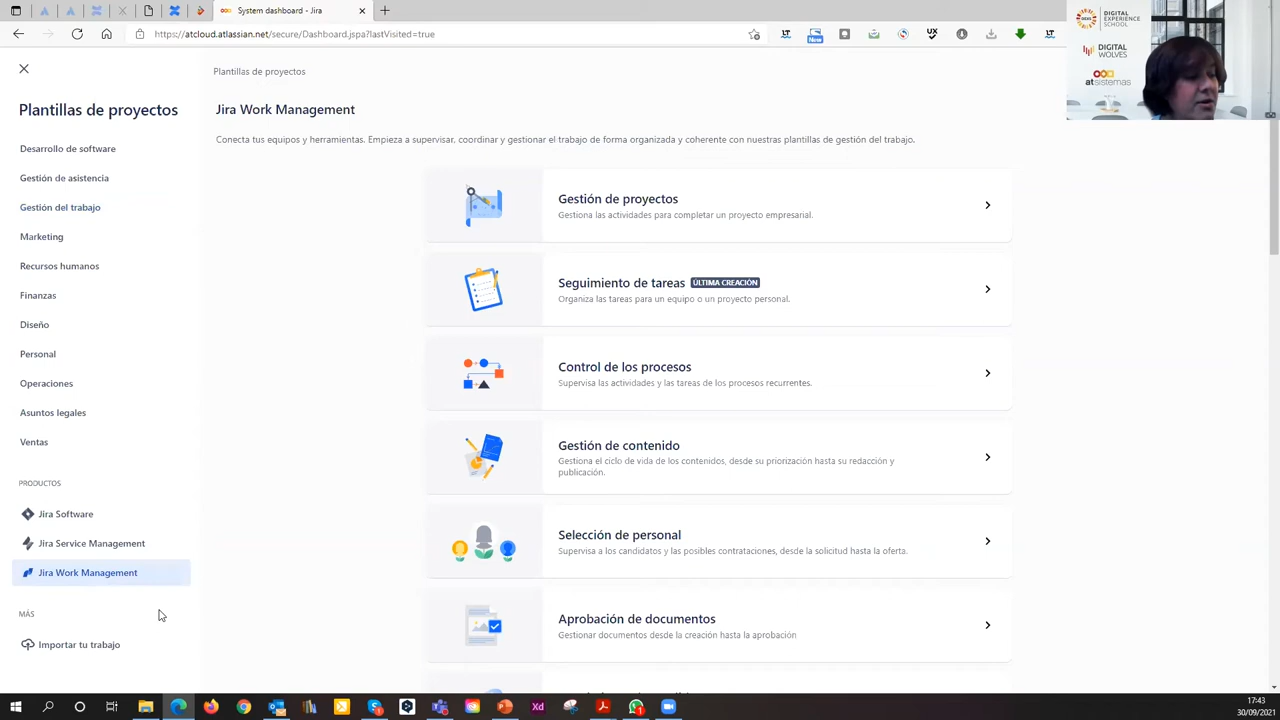 System dashboard - Jira
https://atcloud.atlassian.net/secure/Dashboard.jspa?lastVisited=true
DIGITAL EXPERIENCE SCHOOL
DIGITAL WOLVES
atsistemas
Plantillas de proyectos
Desarrollo de software
Gestión de asistencia
Gestión del trabajo
Marketing
Recursos humanos
Finanzas
Diseño
Personal
Operaciones
Asuntos legales
Ventas
PRODUCTOS
Jira Software
Jira Service Management
Jira Work Management
MÁS
Importar tu trabajo
Plantillas de proyectos
Jira Work Management
Conecta tus equipos y herramientas. Empieza a supervisar, coordinar y gestionar el trabajo de forma organizada y coherente con nuestras plantillas de gestión del trabajo.
Gestión de proyectos
Gestiona las actividades para completar un proyecto empresarial.
Seguimiento de tareas ÚLTIMA CREACIÓN
Organiza las tareas para un equipo o un proyecto personal.
Control de los procesos
Supervisa las actividades y las tareas de los procesos recurrentes.
Gestión de contenido
Gestiona el ciclo de vida de los contenidos, desde su priorización hasta su redacción y
publicación.
Selección de personal
Supervisa a los candidatos y las posibles contrataciones, desde la solicitud hasta la oferta.
Aprobación de documentos
Gestionar documentos desde la creación hasta la aprobación
17:43
30/09/2021